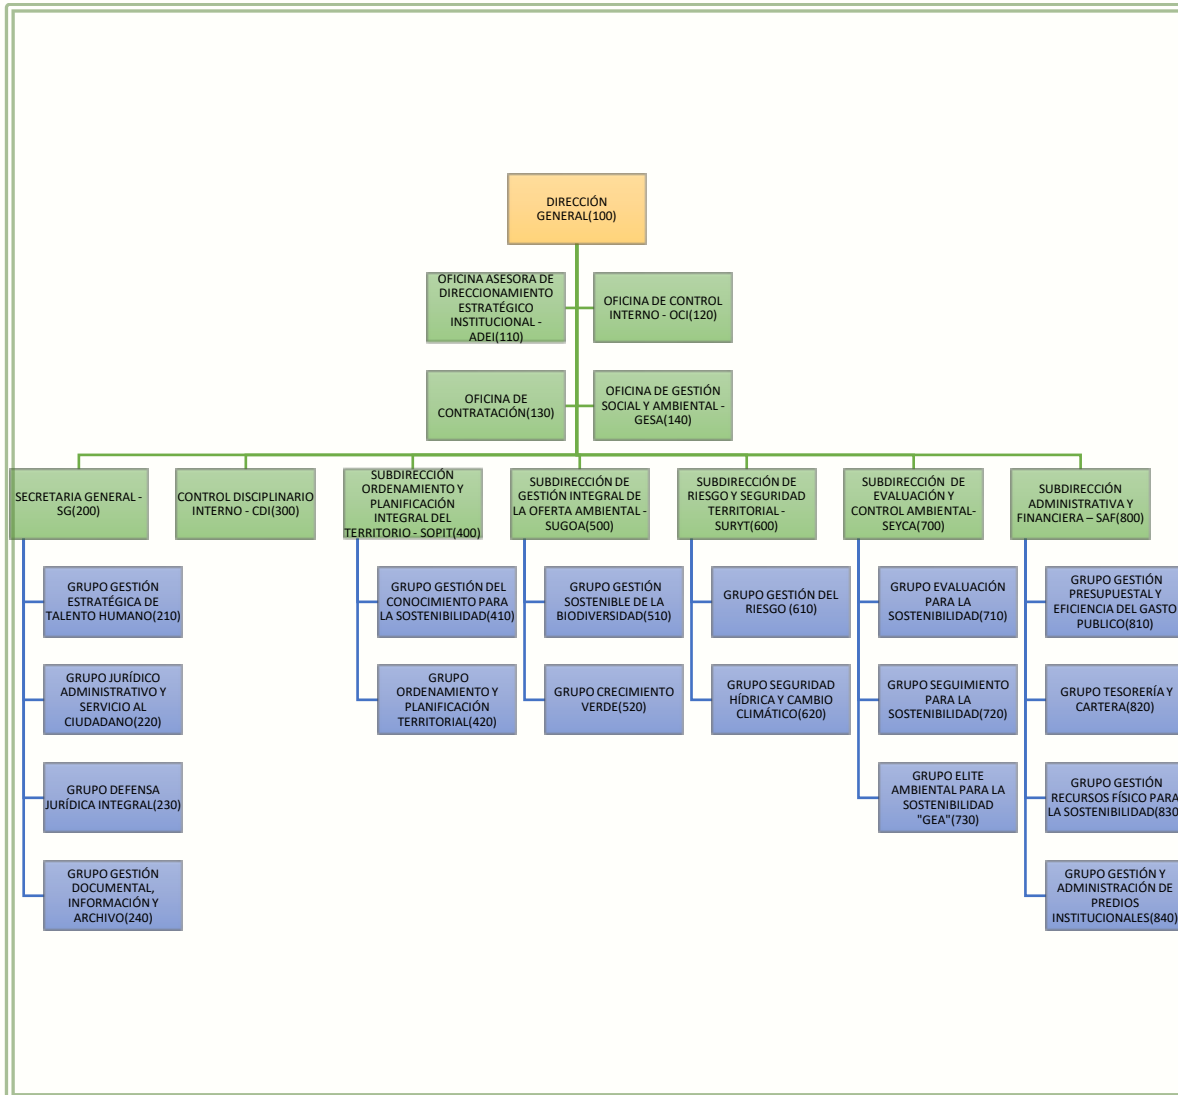 DIRECCIÓN
GENERAL(100)
OFICINA ASESORA DE
DIRECCIONAMIENTO
ESTRATÉGICO
INSTITUCIONAL -
ADEI(110)
OFICINA DE CONTROL
INTERNO - OCI(120)
OFICINA DE
CONTRATACIÓN(130)
OFICINA DE GESTIÓN
SOCIAL Y AMBIENTAL -
GESA(140)
SECRETARIA GENERAL -
SG(200)
CONTROL DISCIPLINARIO
INTERNO - CDI(300)
SUBDIRECCIÓN
ORDENAMIENTO Y
PLANIFICACIÓN
INTEGRAL DEL
TERRITORIO - SOPIT(400)
SUBDIRECCIÓN DE
GESTIÓN INTEGRAL DE
LA OFERTA AMBIENTAL -
SUGOA(500)
SUBDIRECCIÓN DE
RIESGO Y SEGURIDAD
TERRITORIAL -
SURYT(600)
SUBDIRECCIÓN DE
EVALUACIÓN Y
CONTROL AMBIENTAL-
SEYCA(700)
SUBDIRECCIÓN
ADMINISTRATIVA Y
FINANCIERA – SAF(800)
GRUPO GESTIÓN
ESTRATÉGICA DE
TALENTO HUMANO(210)
GRUPO JURÍDICO
ADMINISTRATIVO Y
SERVICIO AL
CIUDADANO(220)
GRUPO DEFENSA
JURÍDICA INTEGRAL(230)
GRUPO GESTIÓN
DOCUMENTAL,
INFORMACIÓN Y
ARCHIVO(240)
GRUPO GESTIÓN DEL
CONOCIMIENTO PARA
LA SOSTENIBILIDAD(410)
GRUPO
ORDENAMIENTO Y
PLANIFICACIÓN
TERRITORIAL(420)
GRUPO GESTIÓN
SOSTENIBLE DE LA
BIODIVERSIDAD(510)
GRUPO CRECIMIENTO
VERDE(520)
GRUPO GESTIÓN DEL
RIESGO (610)
GRUPO SEGURIDAD
HÍDRICA Y CAMBIO
CLIMÁTICO(620)
GRUPO EVALUACIÓN
PARA LA
SOSTENIBILIDAD(710)
GRUPO SEGUIMIENTO
PARA LA
SOSTENIBILIDAD(720)
GRUPO ELITE
AMBIENTAL PARA LA
SOSTENIBILIDAD
"GEA"(730)
GRUPO GESTIÓN
PRESUPUESTAL Y
EFICIENCIA DEL GASTO
PUBLICO(810)
GRUPO TESORERÍA Y
CARTERA(820)
GRUPO GESTIÓN
RECURSOS FÍSICO PARA
LA SOSTENIBILIDAD(830)
GRUPO GESTIÓN Y
ADMINISTRACIÓN DE
PREDIOS
INSTITUCIONALES(840)